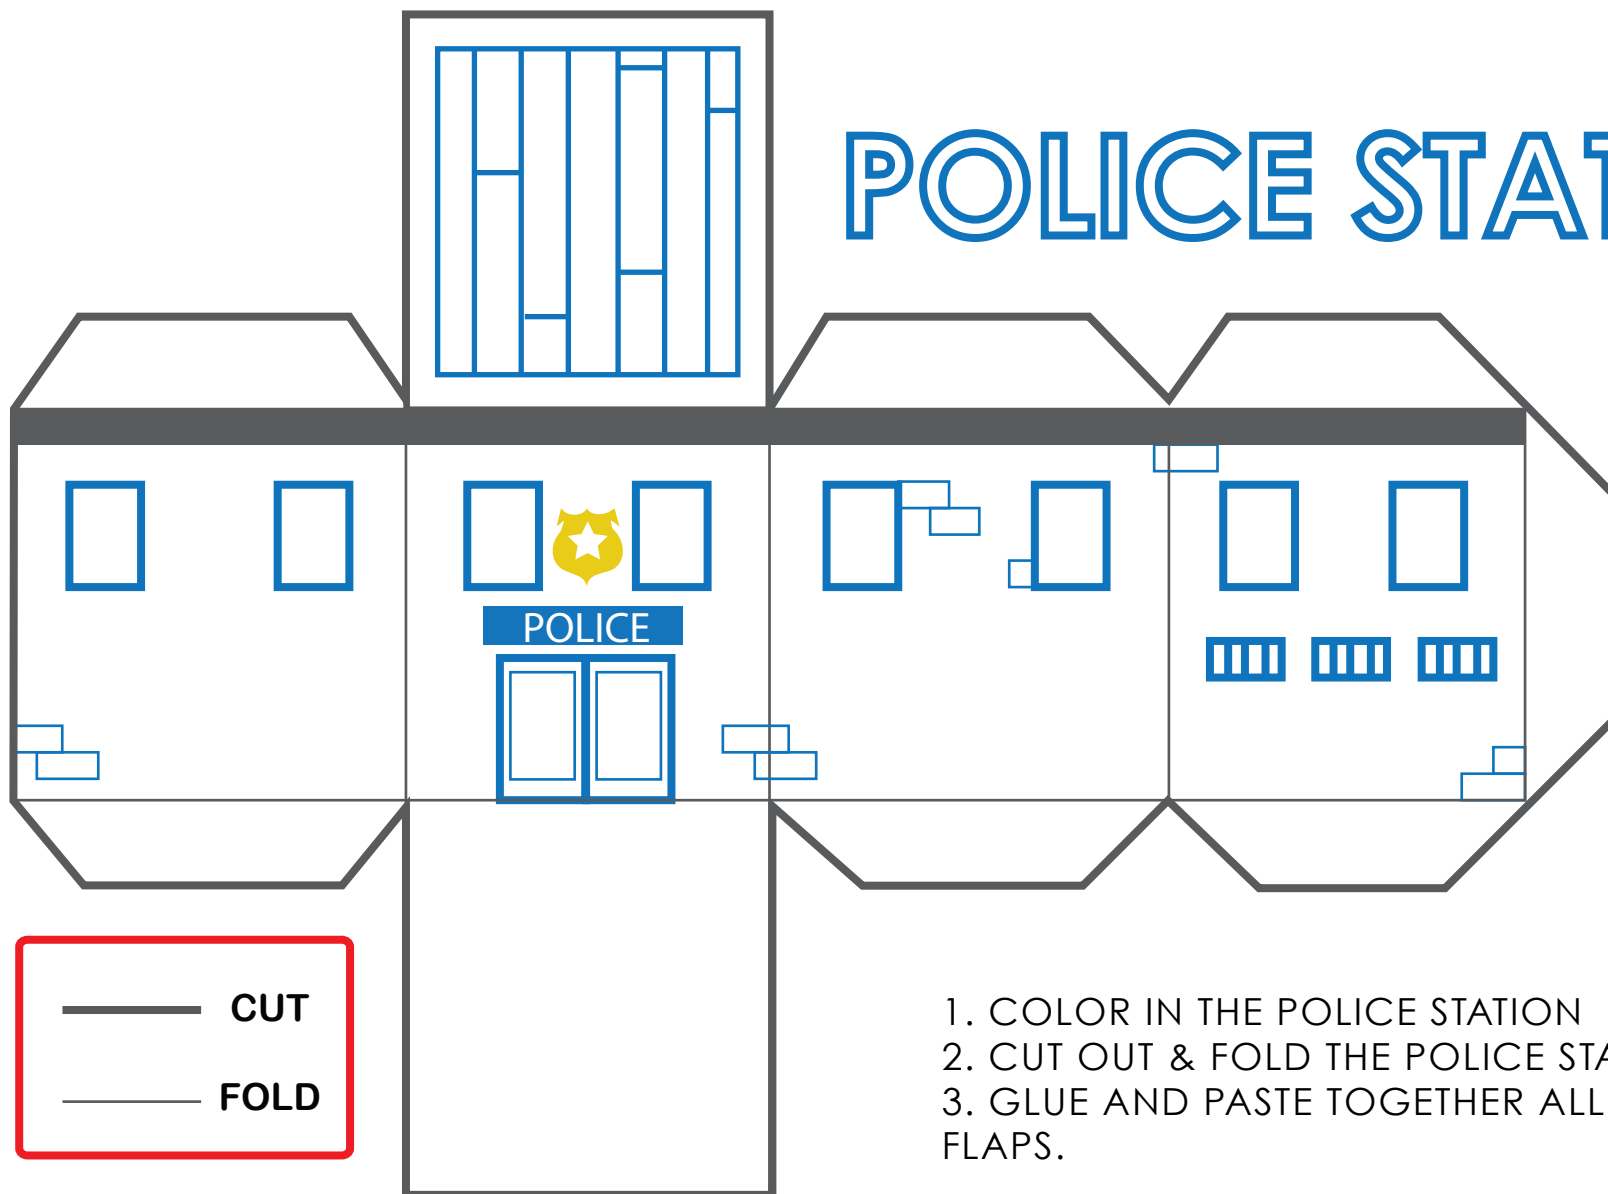 POLICE STAT
POLICE
CUT
FOLD
1. COLOR IN THE POLICE STATION
2. CUT OUT & FOLD THE POLICE STA
3. GLUE AND PASTE TOGETHER ALL
FLAPS.